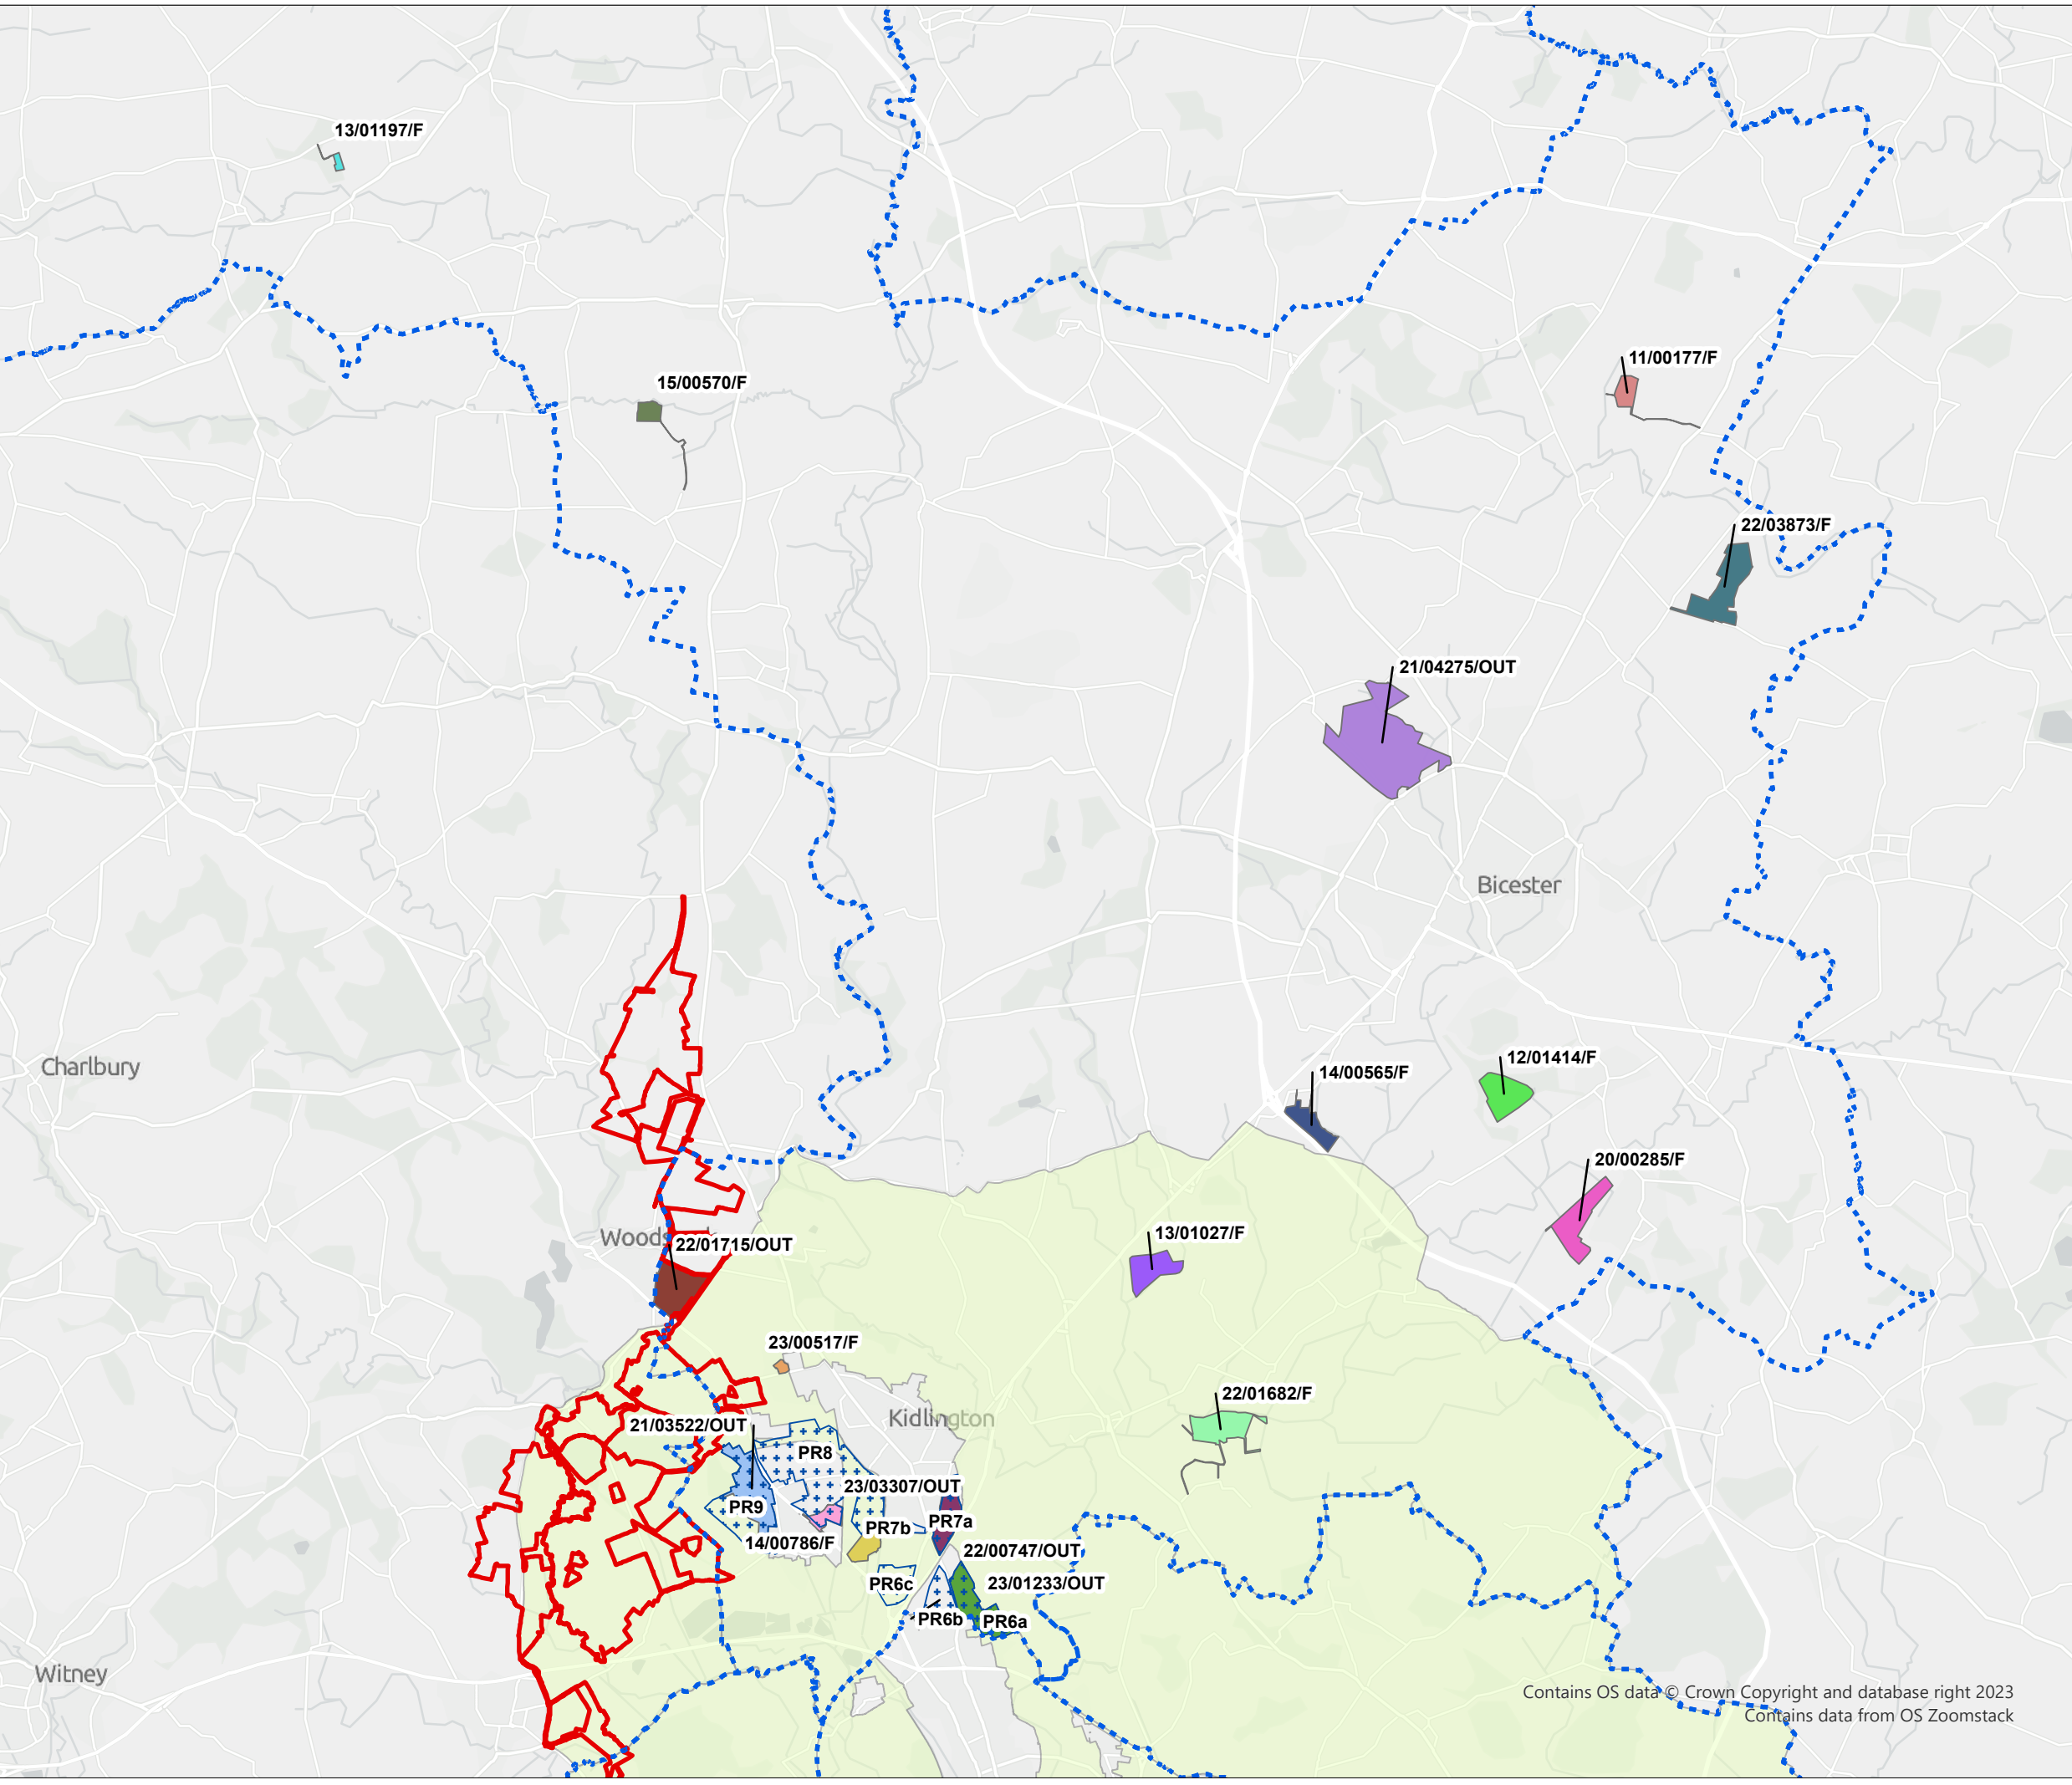 13/01197/F
11/00177/F
15/00570/F
22/03873/F
21/04275/OUT
Bicester
12/01414/F
Charlbury
14/00565/F
20/00285/F
13/01027/F
22/01715/OUT
23/00517/F
22/01682/F
Kidlington
21/03522/OUT
PR8
23/03307/OUT
PR9
PR7a
PR7b
14/00786/F
22/00747/OUT
PR6c
23/01233/OUT
PR6b
PR6a
Witney
Contains OS data © Crown Copyright and database right 2023
Contains data from OS Zoomstack